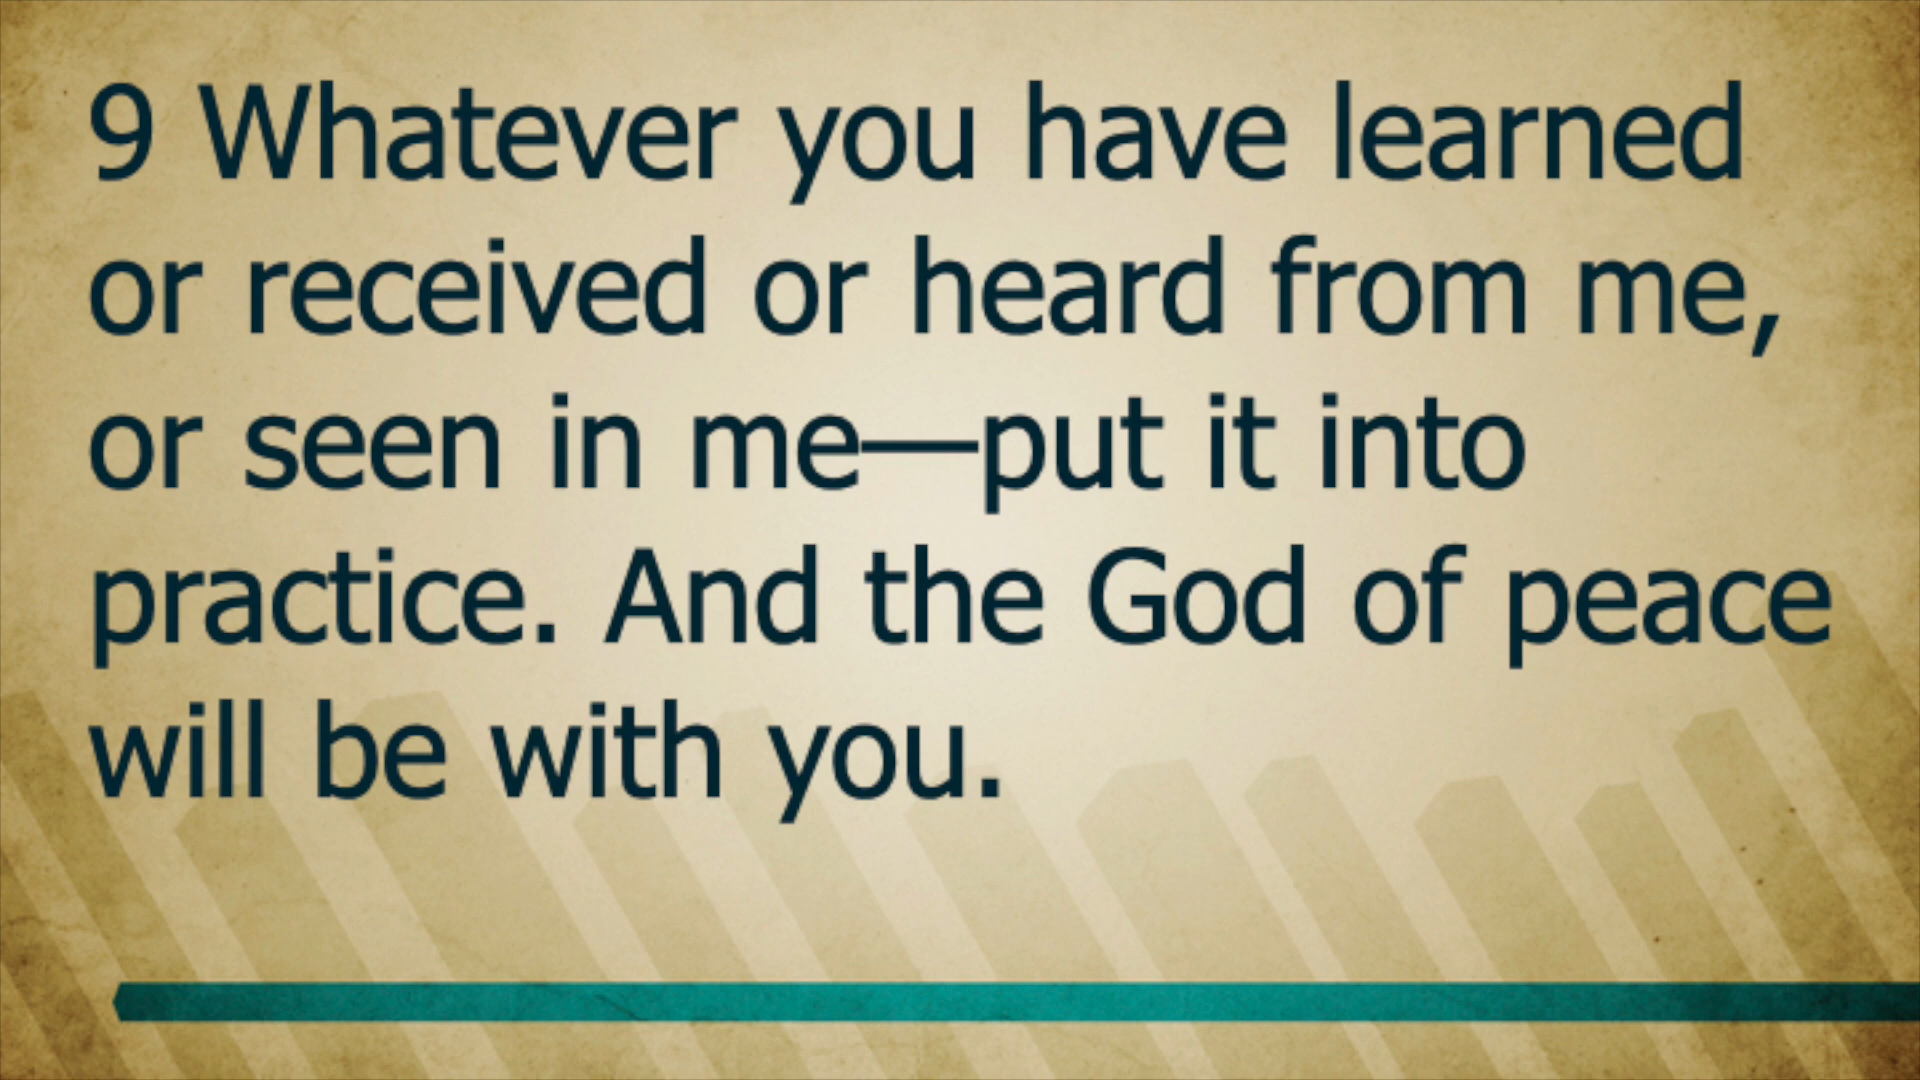 9 Whatever you have learned
or received or heard from me,
or seen in me—put it into
practice. And the God of peace
will be with you.